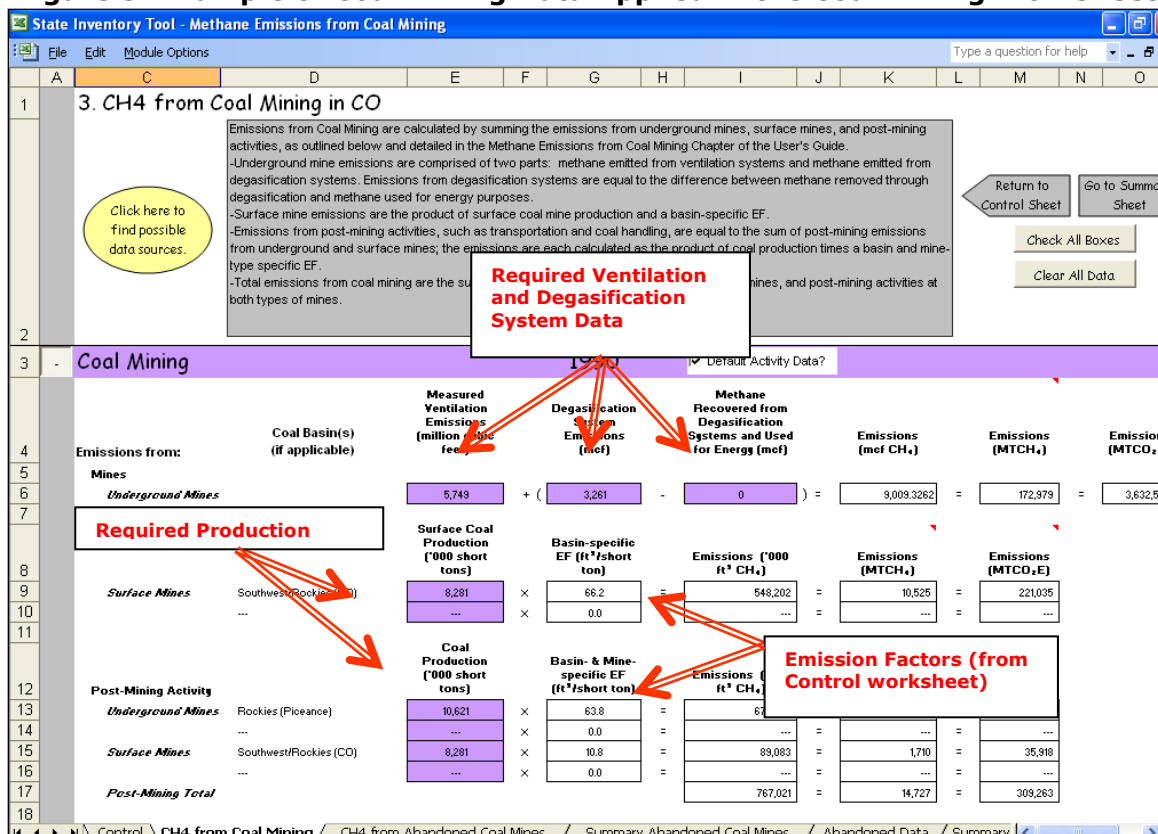 State Inventory Tool - Methane Emissions from Coal Mining
File Edit Module Options Type a question for help
A C D E F G H I J K L M N O
1 3. CH4 from Coal Mining in CO
Emissions from Coal Mining are calculated by summing the emissions from underground mines, surface mines, and post-mining
activities, as outlined below and detailed in the Methane Emissions from Coal Mining Chapter of the User's Guide.
-Underground mine emissions are comprised of two parts: methane emitted from ventilation systems and methane emitted from
degasification systems. Emissions from degasification systems are equal to the difference between methane removed through
degasification and methane used for energy purposes.
-Surface mine emissions are the product of surface coal mine production and a basin-specific EF.
-Emissions from post-mining activities, such as transportation and coal handling, are equal to the sum of post-mining emissions
from underground and surface mines; the emissions are each calculated as the product of coal production times a basin and mine-
type specific EF.
-Total emissions from coal mining are the su mines, and post-mining activities at
both types of mines.
Click here to
find possible
data sources.
Return to
Control Sheet
Go to Summa
Sheet
Check All Boxes
Clear All Data
Required Ventilation
and Degasification
System Data
2
3 - Coal Mining 1990 Default Activity Data?
Measured
Ventilation
Emissions
(million cubic
feet)
Degasification
System
Emissions
(mcf)
Methane
Recovered from
Degasification
Systems and Used
for Energy (mcf)
Emissions
(mcf CH₄)
Emissions
(MTCH₄)
Emission
(MTCO₂
4 Emissions from: Coal Basin(s)
(if applicable)
5 Mines
6 Underground Mines 5,749 + ( 3,261 - 0 ) = 9,009.3262 = 172,979 = 3,632,5
7
Required Production
Surface Coal
Production
('000 short
tons)
Basin-specific
EF (ft³/short
ton)
Emissions ('000
ft³ CH₄)
Emissions
(MTCH₄)
Emissions
(MTCO₂E)
8
9 Surface Mines Southwest/Rockies (CO) 8,281 × 66.2 = 548,202 = 10,525 = 221,035
10 --- --- × 0.0 --- = --- = ---
11
Coal
Production
('000 short
tons)
Basin- & Mine-
specific EF
(ft³/short ton)
Emissions (
ft³ CH₄
Emission Factors (from
Control worksheet)
12 Post-Mining Activity
13 Underground Mines Rockies (Piceance) 10,621 × 63.8 = 67
14 --- --- × 0.0 = --- = --- = ---
15 Surface Mines Southwest/Rockies (CO) 8,281 × 10.8 = 89,083 = 1,710 = 35,918
16 --- --- × 0.0 = --- = --- = ---
17 Post-Mining Total 767,021 = 14,727 = 309,263
18
Control CH4 from Coal Mining CH4 from Abandoned Coal Mines Summary Abandoned Coal Mines Abandoned Data Summary